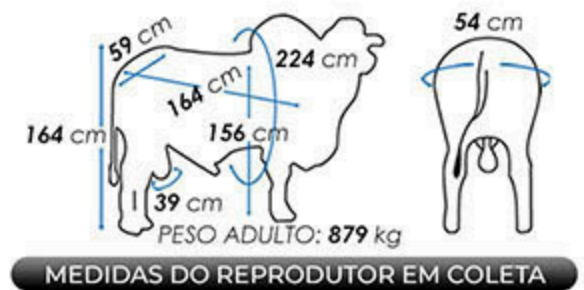 59 cm
54 cm
224 cm
164 cm
164 cm
156 cm
39 cm
PESO ADULTO: 879 kg
MEDIDAS DO REPRODUTOR EM COLETA